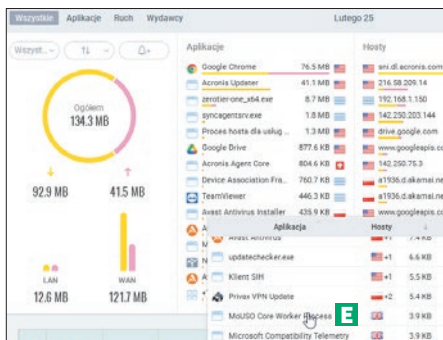 Wszystkie Aplikacje Ruch Wydawcy Lutego 25
Wszyst..
Ogółem
134.3 MB
92.9 MB 41.5 MB
LAN WAN
12.6 MB 121.7 MB
Aplikacje Hosty
Google Chrome 76.5 MB sni.dl.acronis.com
Acronis Updater 41.1 MB 216.58.209.14
zerotier-one_x64.exe 8.7 MB 192.168.1.150
syncagentsrv.exe 1.8 MB 142.250.203.144
Proces hosta dla usług ... 1.3 MB drive.google.com
Google Drive 877.6 KB www.googleapis.co
Acronis Agent Core 804.6 KB 142.250.75.3
Device Association Fra.. 760.7 KB a1936.d.akamai.ne
TeamViewer 446.3 KB a1936.d.akamai.ne
Avast Antivirus Installer 435.9 KB www.googleapis.co
Aplikacja Hosty
Avast Antivirus +1 7.4 KB
updatechecker.exe +1 6.6 KB
Klient SIH +1 5.5 KB
Privax VPN Update +2 5.4 KB
MoUSO Core Worker Process E 3.9 KB
Microsoft Compatibility Telemetry 3.9 KB